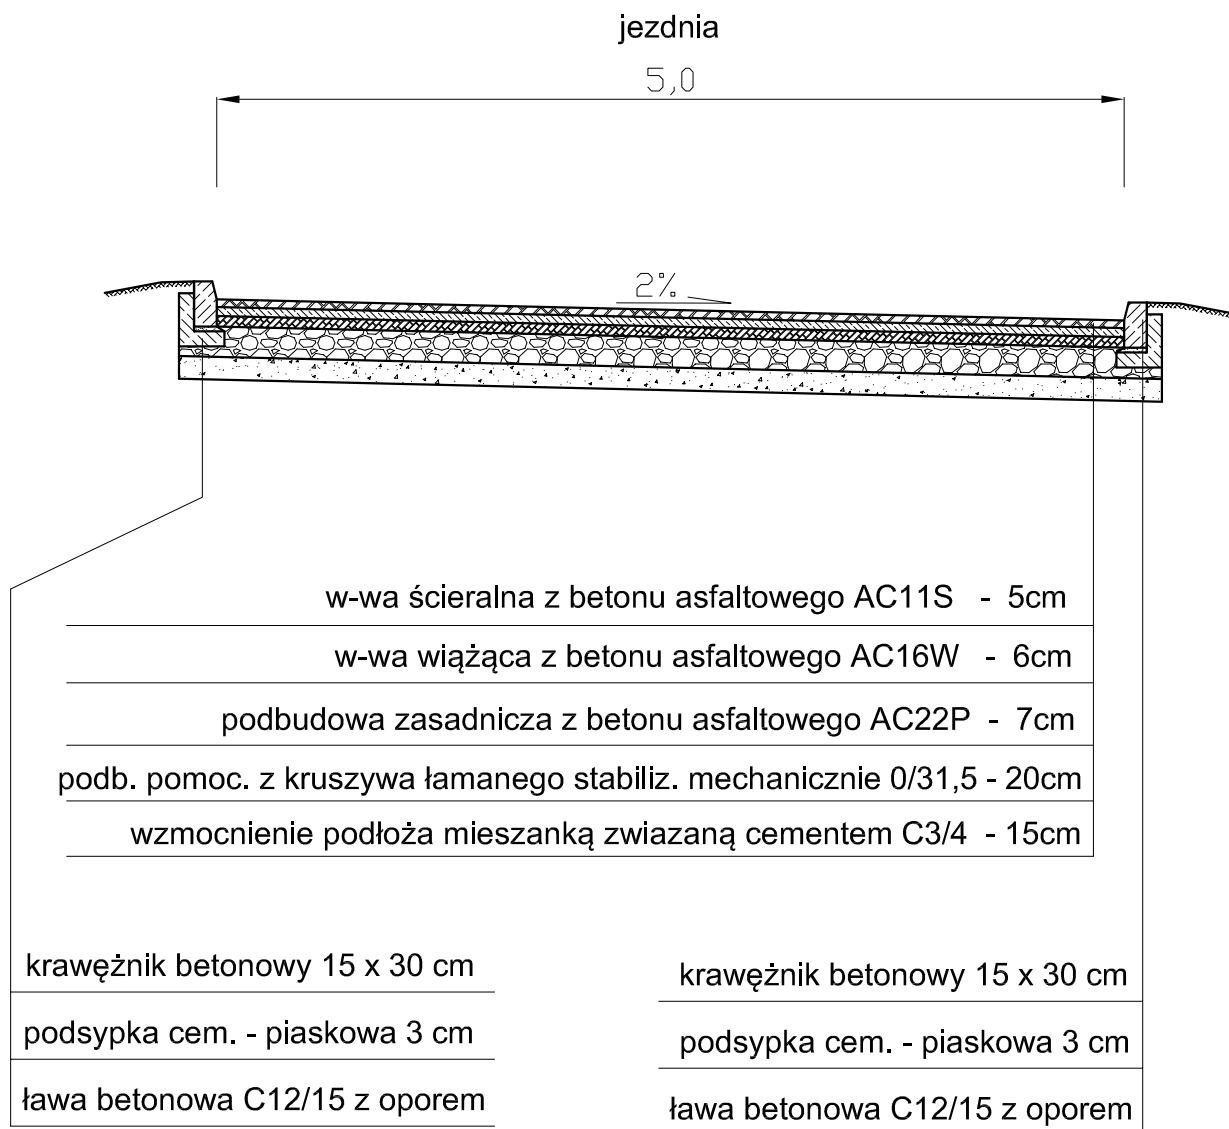 jezdnia
5,0
2%
w-wa ścieralna z betonu asfaltowego AC11S - 5cm
w-wa wiążąca z betonu asfaltowego AC16W - 6cm
podbudowa zasadnicza z betonu asfaltowego AC22P - 7cm
podb. pomoc. z kruszywa łamanego stabiliz. mechanicznie 0/31,5 - 20cm
wzmocnienie podłoża mieszanką zwiazaną cementem C3/4 - 15cm
krawężnik betonowy 15 x 30 cm
podsypka cem. - piaskowa 3 cm
ława betonowa C12/15 z oporem
krawężnik betonowy 15 x 30 cm
podsypka cem. - piaskowa 3 cm
ława betonowa C12/15 z oporem